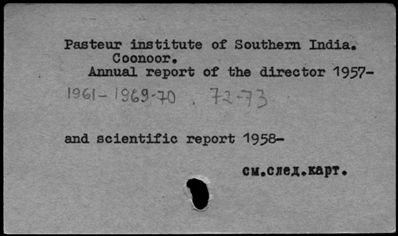 Pasteur institute of Southern India.
Coonoor.
Annual report of the director 1957-
1961- 1969-70 . 72-73
and scientific report 1958-
см.след.карт.